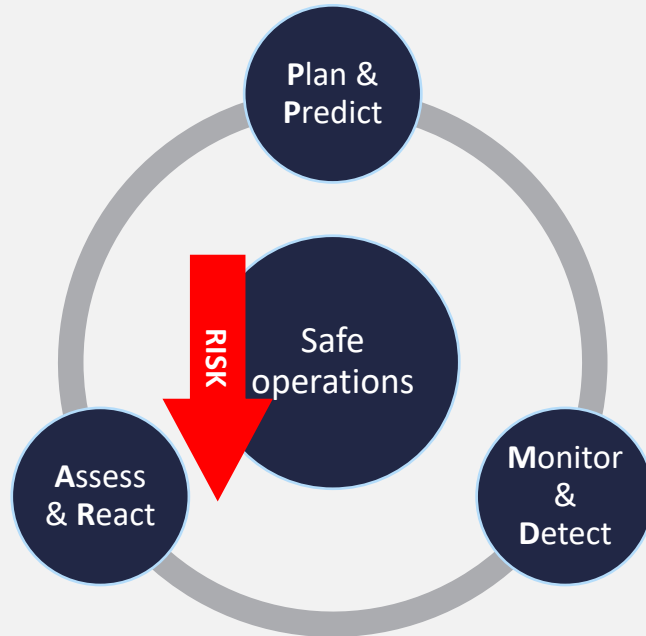 Plan &
Predict
RISK
Safe
operations
Assess
& React
Monitor
&
Detect